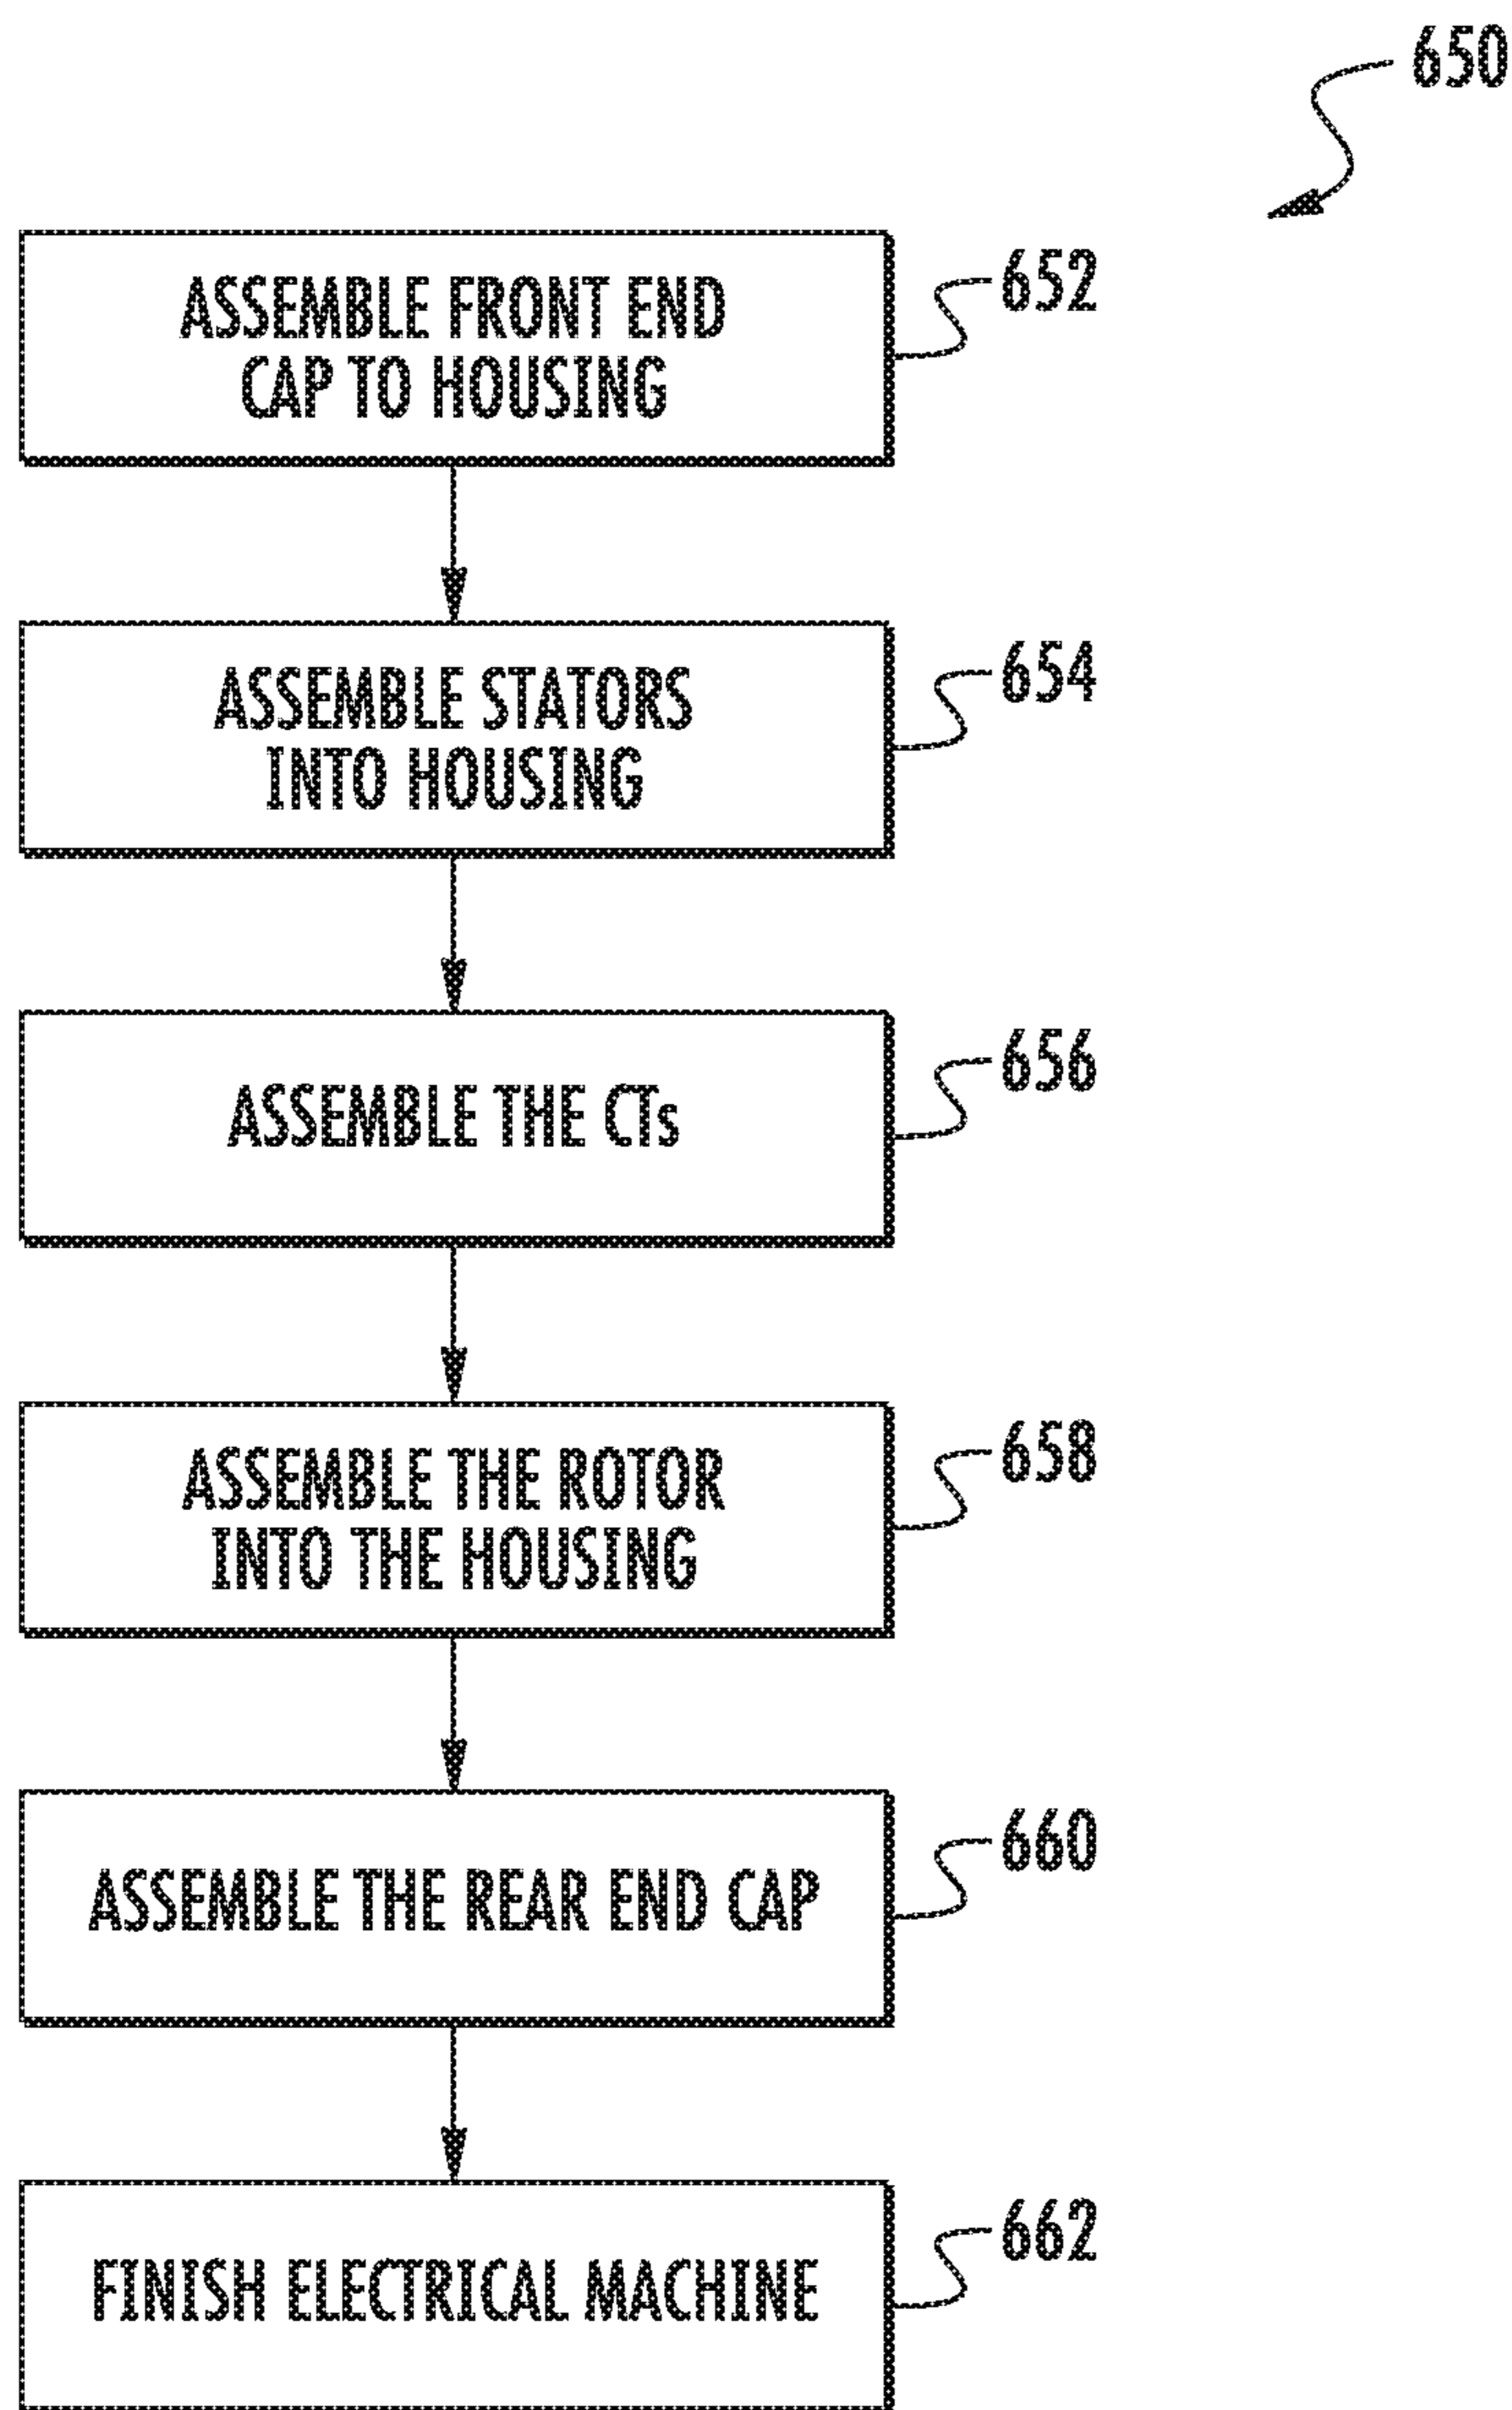 650
ASSEMBLE FRONT END
CAP TO HOUSING
652
ASSEMBLE STATORS
INTO HOUSING
654
ASSEMBLE THE CTs
656
ASSEMBLE THE ROTOR
INTO THE HOUSING
658
ASSEMBLE THE REAR END CAP
660
FINISH ELECTRICAL MACHINE
662